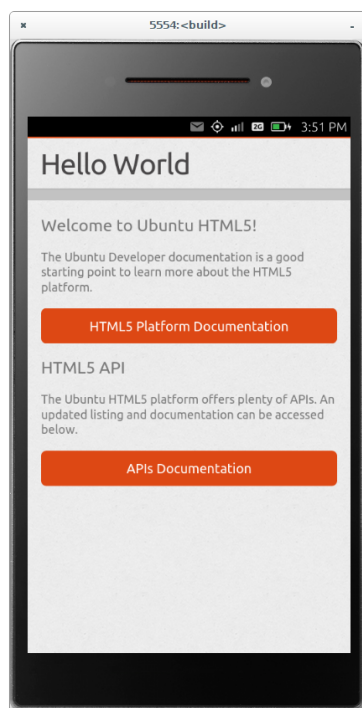 5554:<build>
2G 3:51 PM
Hello World
Welcome to Ubuntu HTML5!
The Ubuntu Developer documentation is a good
starting point to learn more about the HTML5
platform.
HTML5 Platform Documentation
HTML5 API
The Ubuntu HTML5 platform offers plenty of APIs. An
updated listing and documentation can be accessed
below.
APIs Documentation